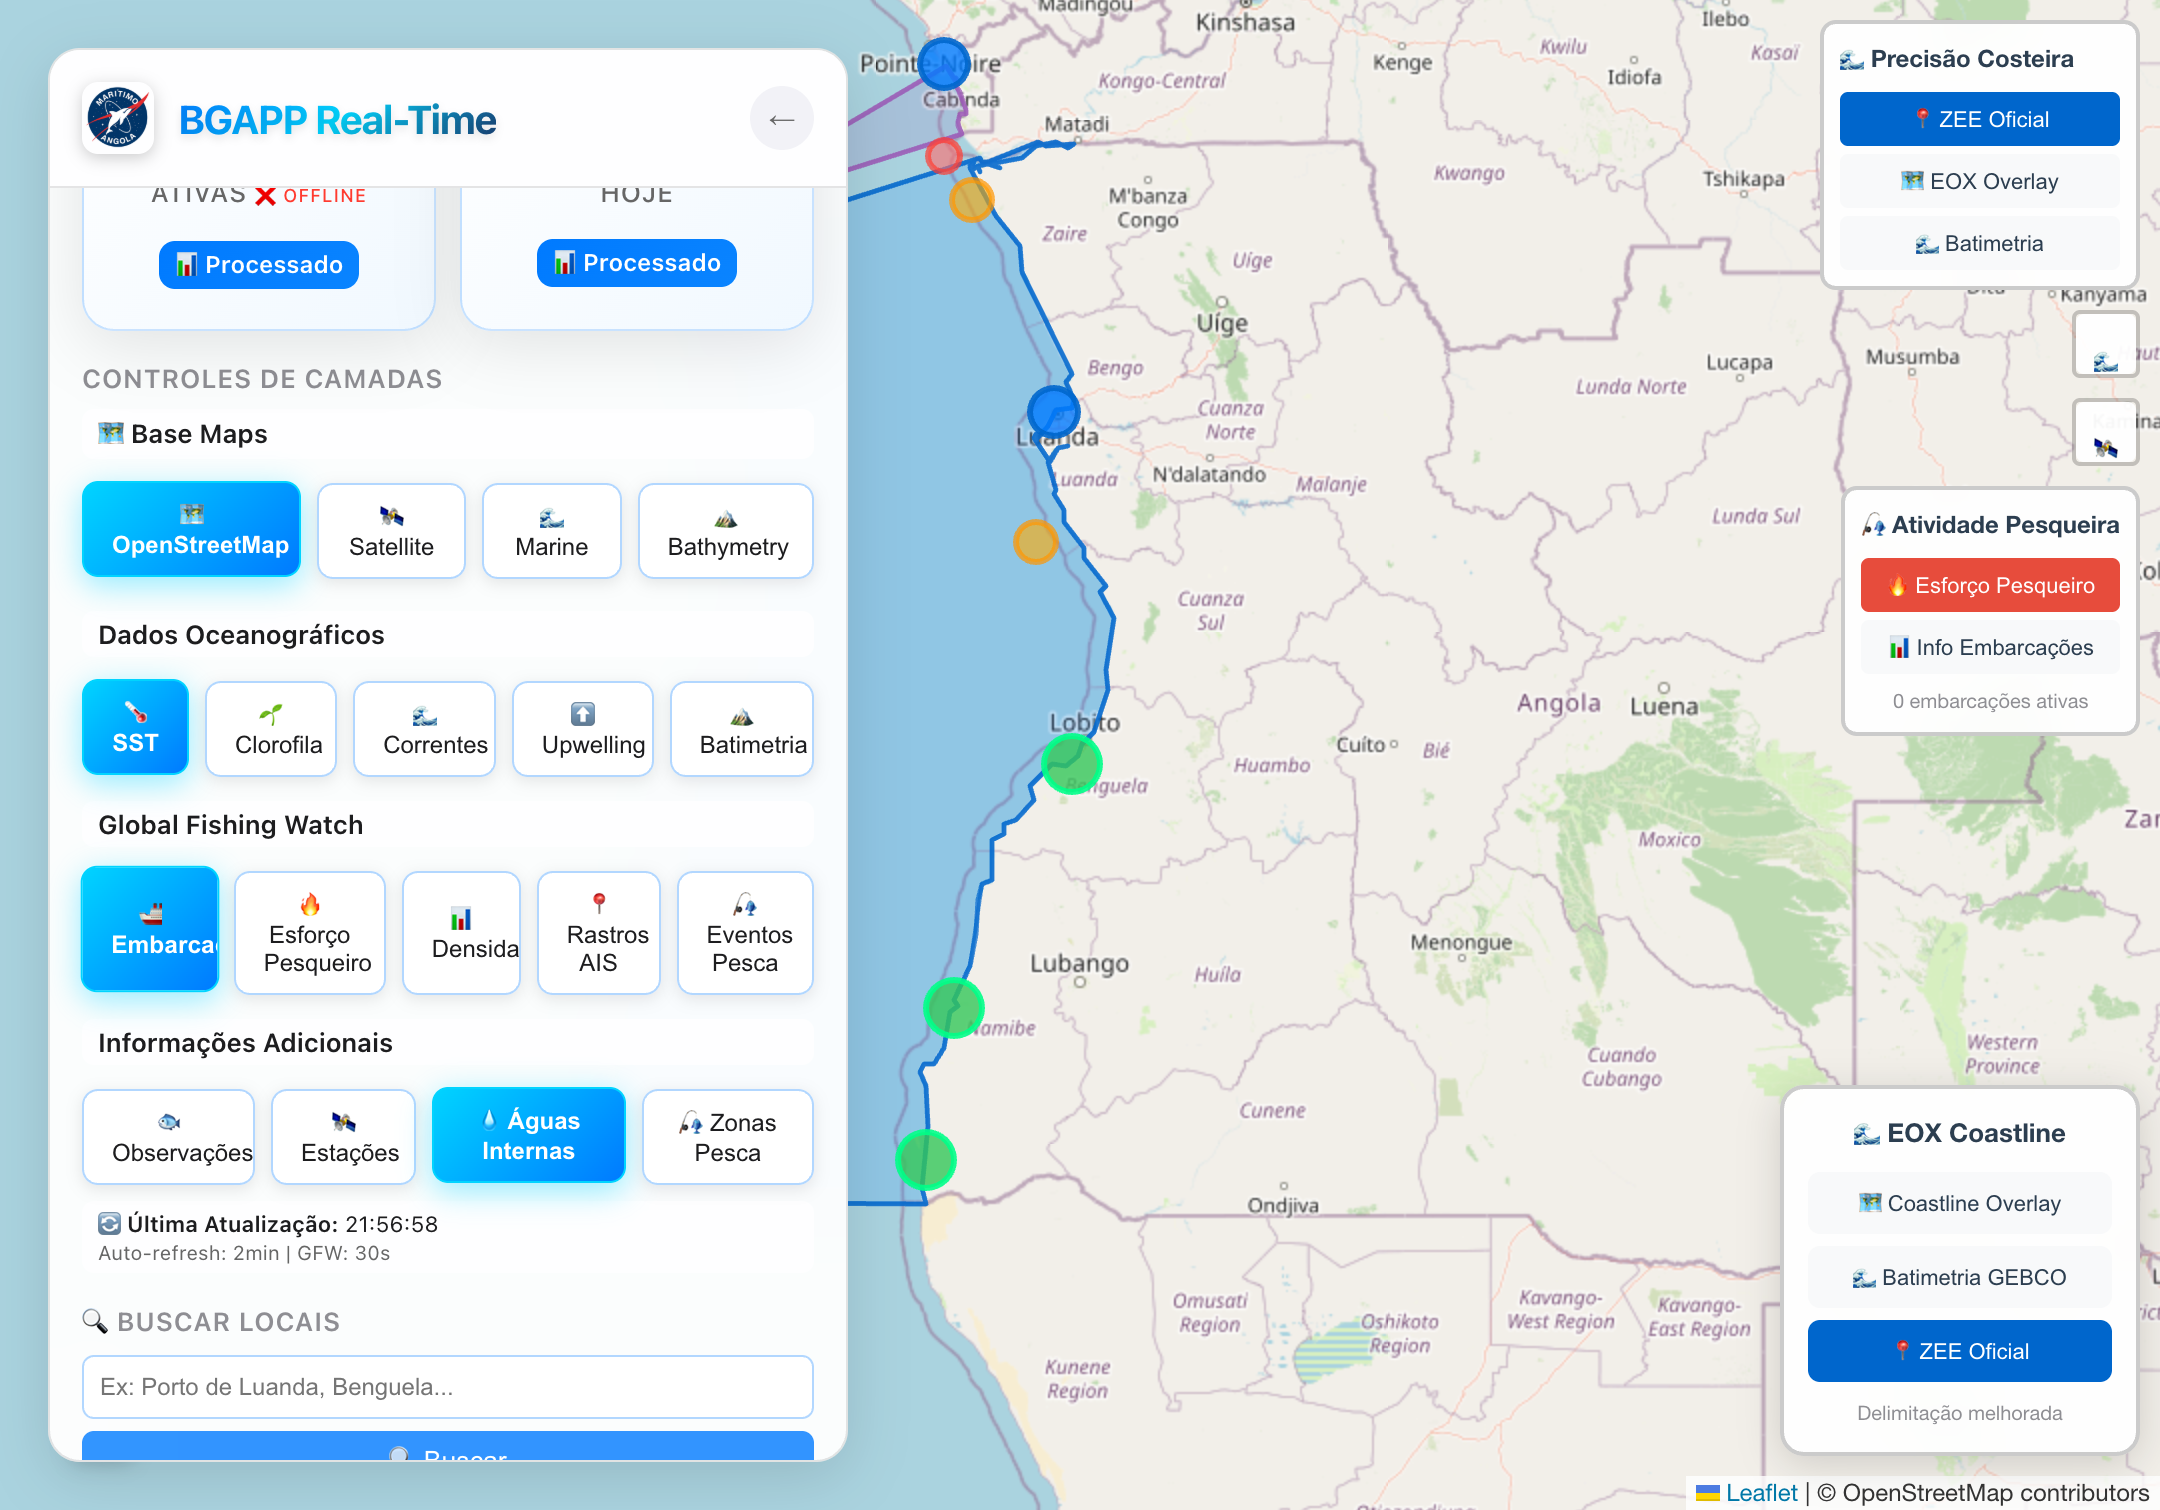 MARITIMO
ANGOLA
BGAPP Real-Time
←
ATIVAS ❌ OFFLINE
HOJE
Processado
Processado
CONTROLES DE CAMADAS
Base Maps
OpenStreetMap
Satellite
Marine
Bathymetry
Dados Oceanográficos
SST
Clorofila
Correntes
Upwelling
Batimetria
Global Fishing Watch
Embarca
Esforço
Pesqueiro
Densida
Rastros
AIS
Eventos
Pesca
Informações Adicionais
Observações
Estações
Águas
Internas
Zonas
Pesca
Última Atualização: 21:56:58
Auto-refresh: 2min | GFW: 30s
BUSCAR LOCAIS
Ex: Porto de Luanda, Benguela...
Buscar
Madingou
Kinshasa
Ilebo
Pointe-Noire
Kenge
Kwilu
Idiofa
Kasaï
Kongo-Central
Cabinda
Matadi
Kwango
Tshikapa
M'banza
Congo
Zaire
Uíge
Uíge
Kanyama
Bengo
Lucapa
Musumba
Lunda Norte
Cuanza
Norte
Luanda
Luanda
N'dalatando
Malanje
Lunda Sul
Cuanza
Sul
Angola
Luena
Lobito
Cuíto
Bié
Huambo
Benguela
Moxico
Menongue
Lubango
Huíla
Namibe
Cuando
Cubango
Western
Province
Cunene
Ondjiva
Omusati
Region
Oshikoto
Region
Kavango-
West Region
Kavango-
East Region
Kunene
Region
Precisão Costeira
ZEE Oficial
EOX Overlay
Batimetria
Atividade Pesqueira
Esforço Pesqueiro
Info Embarcações
0 embarcações ativas
EOX Coastline
Coastline Overlay
Batimetria GEBCO
ZEE Oficial
Delimitação melhorada
Leaflet | © OpenStreetMap contributors